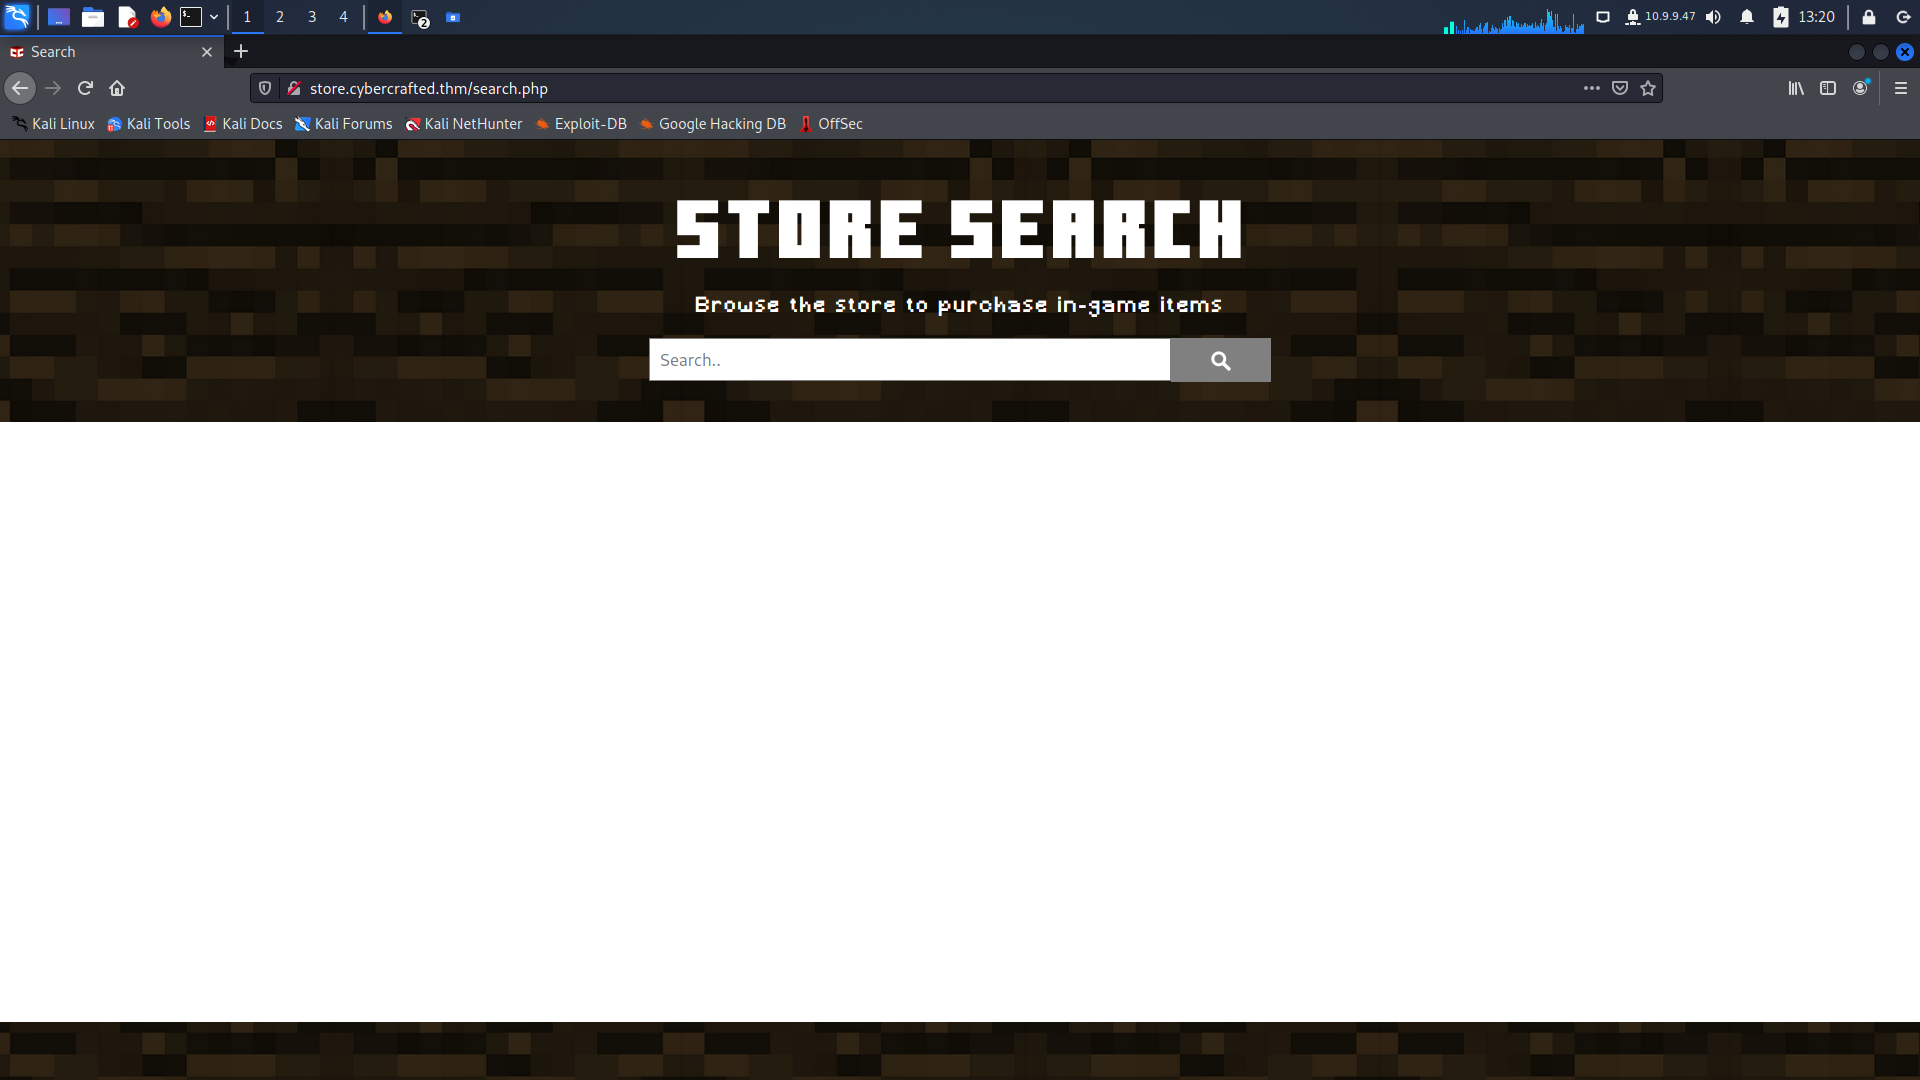 1 2 3 4 2 10.9.9.47 13:20
Search
store.cybercrafted.thm/search.php
Kali Linux Kali Tools Kali Docs Kali Forums Kali NetHunter Exploit-DB Google Hacking DB OffSec
STORE SEARCH
Browse the store to purchase in-game items
Search..